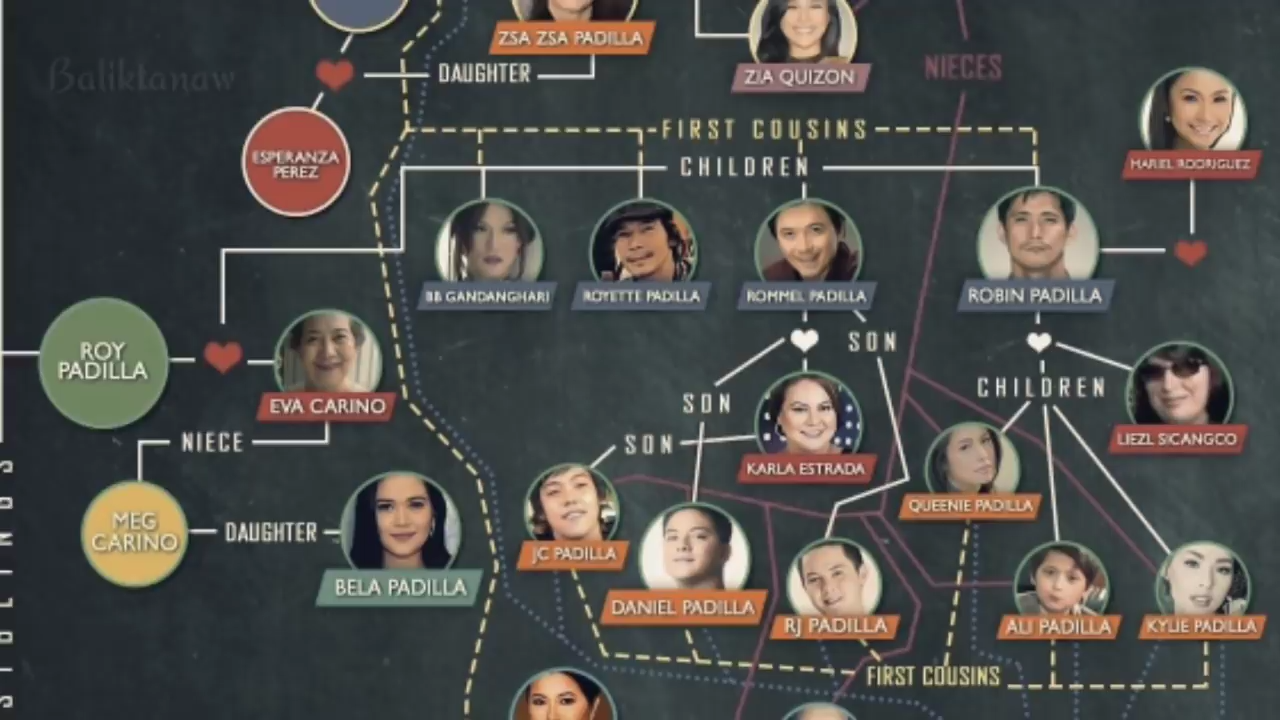 ZSA ZSA PADILLA
Baliktanaw
DAUGHTER
ZIA QUIZON
NIECES
ESPERANZA
PEREZ
FIRST COUSINS
CHILDREN
MARIEL RODRIGUEZ
BB GANDANGHARI
ROYETTE PADILLA
ROMMEL PADILLA
ROBIN PADILLA
ROY
PADILLA
EVA CARINO
SON
SON
CHILDREN
SON
NIECE
KARLA ESTRADA
LIEZL SICANGCO
QUEENIE PADILLA
MEG
CARINO
DAUGHTER
BELA PADILLA
JC PADILLA
DANIEL PADILLA
RJ PADILLA
ALI PADILLA
KYLIE PADILLA
FIRST COUSINS
SIBLINGS